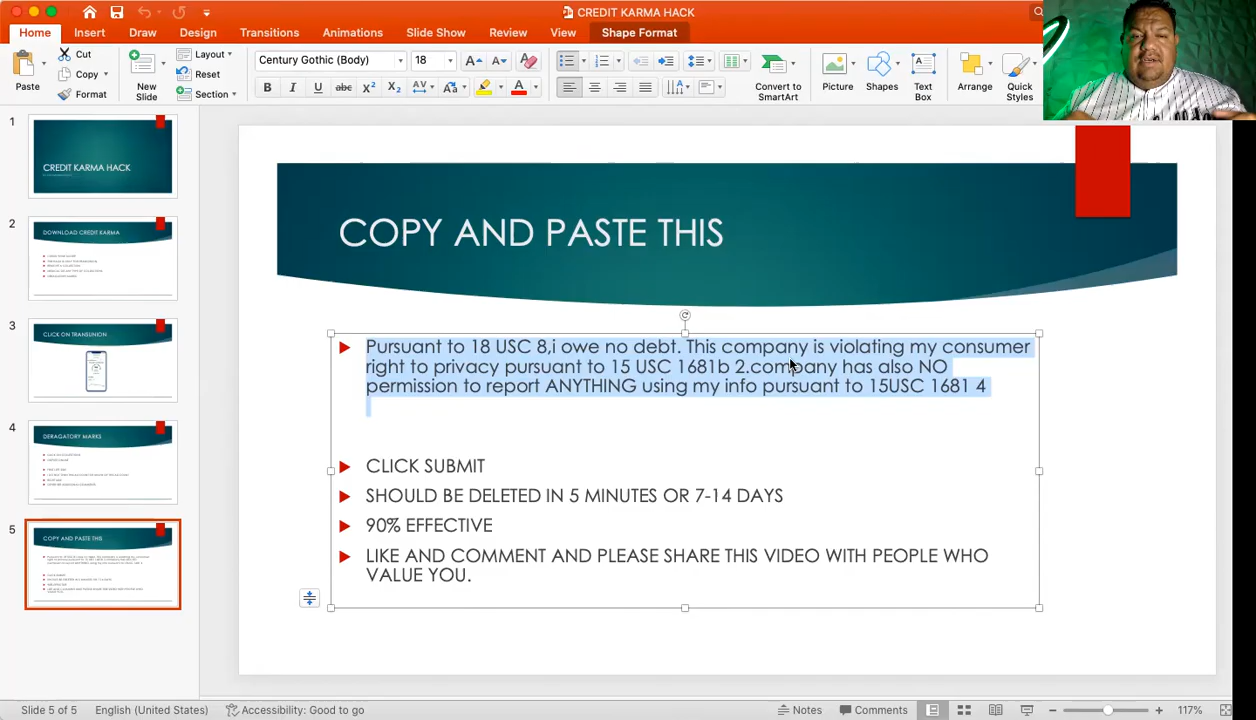 CREDIT KARMA HACK
Home Insert Draw Design Transitions Animations Slide Show Review View Shape Format
Paste
Cut
Copy
Format
New
Slide
Layout
Reset
Section
Century Gothic (Body) 18
Convert to
SmartArt
Picture
Shapes
Text
Box
Arrange
Quick
Styles
1
CREDIT KARMA HACK
2
DOWNLOAD CREDIT KARMA
3
CLICK ON TRANSUNION
4
DERAGATORY MARKS
5
COPY AND PASTE THIS
COPY AND PASTE THIS
Pursuant to 18 USC 8,i owe no debt. This company is violating my consumer
right to privacy pursuant to 15 USC 1681b 2.company has also NO
permission to report ANYTHING using my info pursuant to 15USC 1681 4
CLICK SUBMIT
SHOULD BE DELETED IN 5 MINUTES OR 7-14 DAYS
90% EFFECTIVE
LIKE AND COMMENT AND PLEASE SHARE THIS VIDEO WITH PEOPLE WHO
VALUE YOU.
Slide 5 of 5 English (United States) Accessibility: Good to go Notes Comments 117%